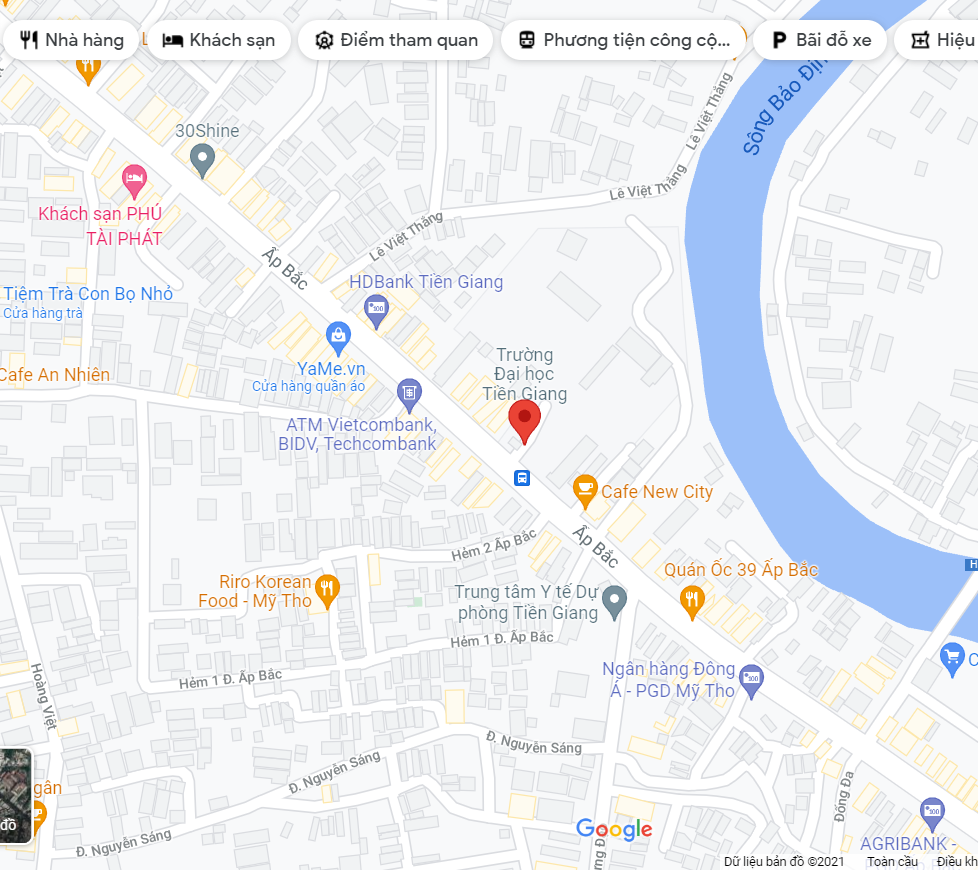 Nhà hàng
Khách sạn
Điểm tham quan
Phương tiện công cộ...
Bãi đỗ xe
Hiệu
Sông Bảo Địn
Lê Việt Thắng
30Shine
Khách sạn PHÚ
TÀI PHÁT
Lê Việt Thắng
Lê Việt Thắng
Ấp Bắc
HDBank Tiền Giang
Tiệm Trà Con Bọ Nhỏ
Cửa hàng trà
YaMe.vn
Cửa hàng quần áo
Trường
Đại học
Tiền Giang
Cafe An Nhiên
ATM Vietcombank,
BIDV, Techcombank
Cafe New City
Ấp Bắc
Hẻm 2 Ấp Bắc
Quán Ốc 39 Ấp Bắc
Riro Korean
Food - Mỹ Tho
Trung tâm Y tế Dự
phòng Tiền Giang
Hẻm 1 Đ. Ấp Bắc
Hẻm 1 Đ. Ấp Bắc
Ngân hàng Đông
Á - PGD Mỹ Tho
Hoàng Việt
Đ. Nguyễn Sáng
Đ. Nguyễn Sáng
Đ. Nguyễn Sáng
Đống Đa
gân
đồ
Google
AGRIBANK -
Dữ liệu bản đồ ©2021
Toàn cầu
Điều kh